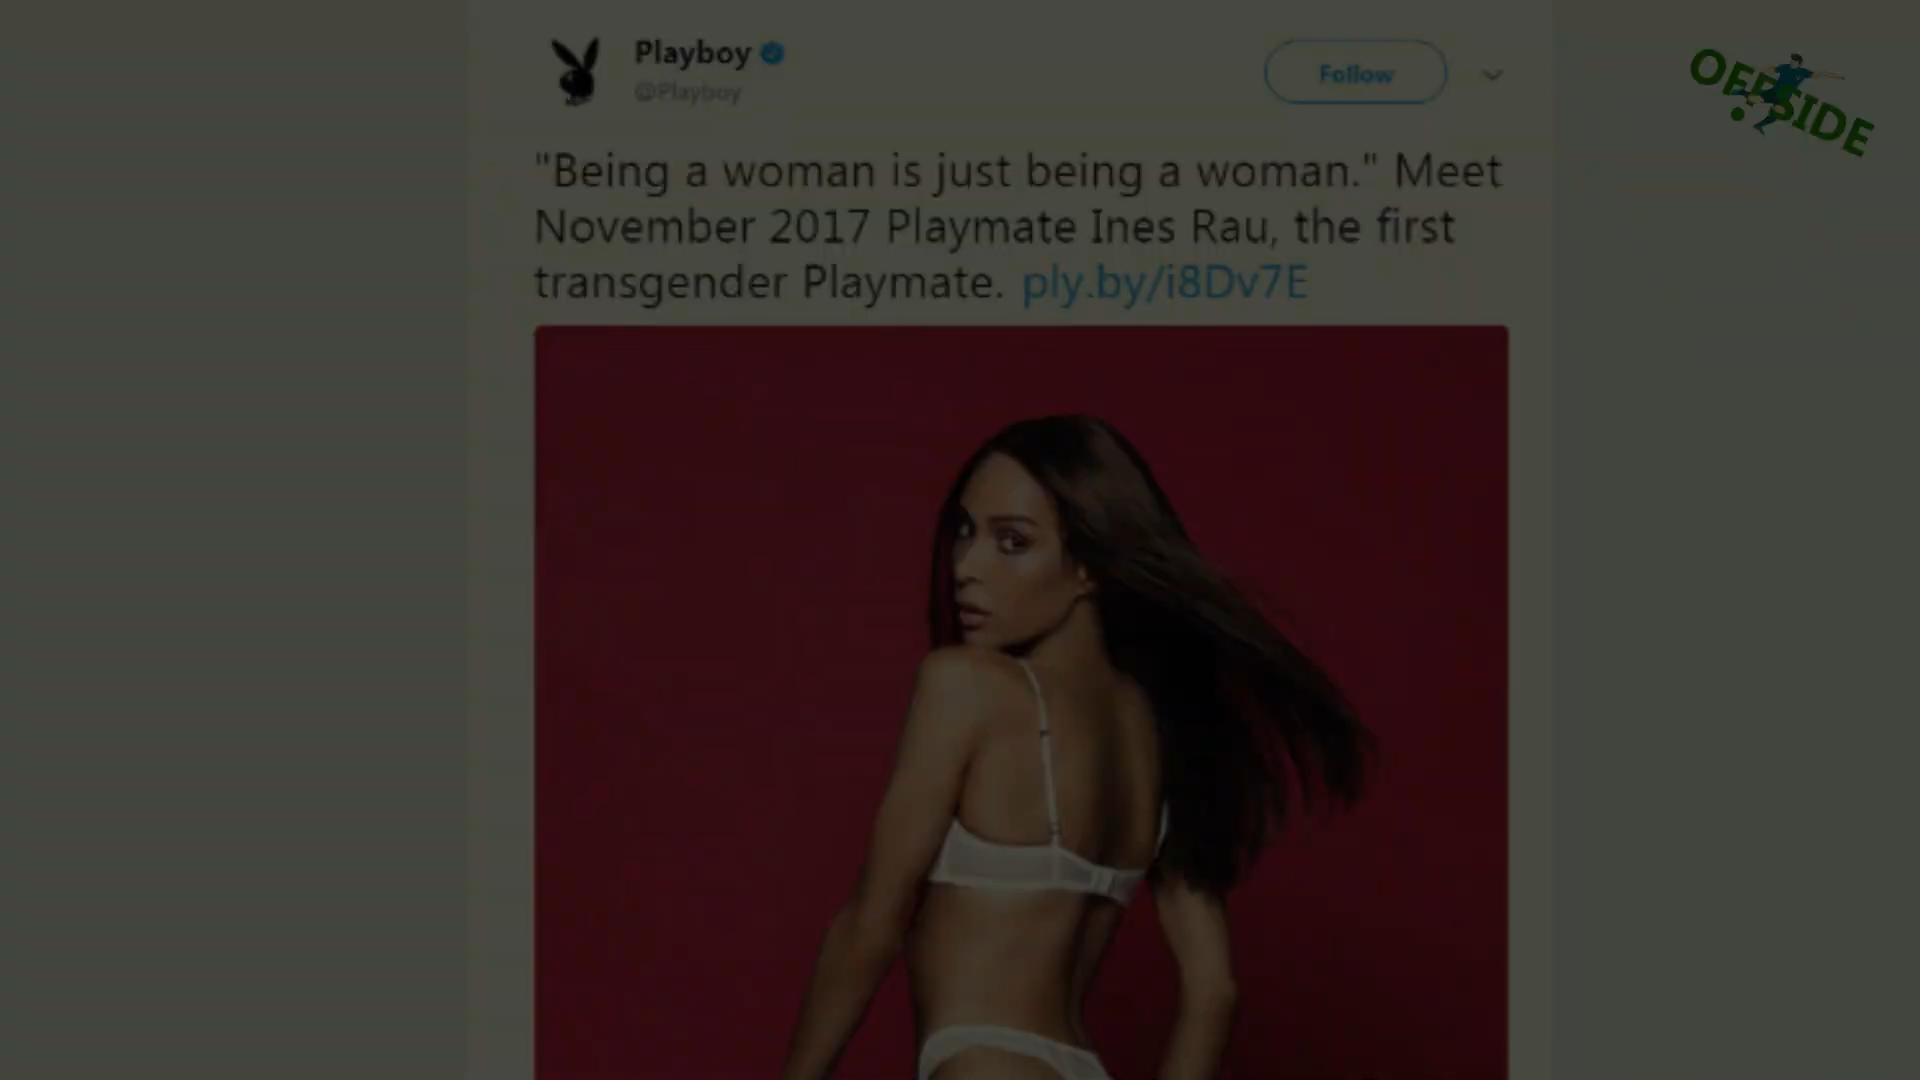 Playboy
@Playboy
Follow
OFFSIDE
"Being a woman is just being a woman." Meet
November 2017 Playmate Ines Rau, the first
transgender Playmate. ply.by/i8Dv7E